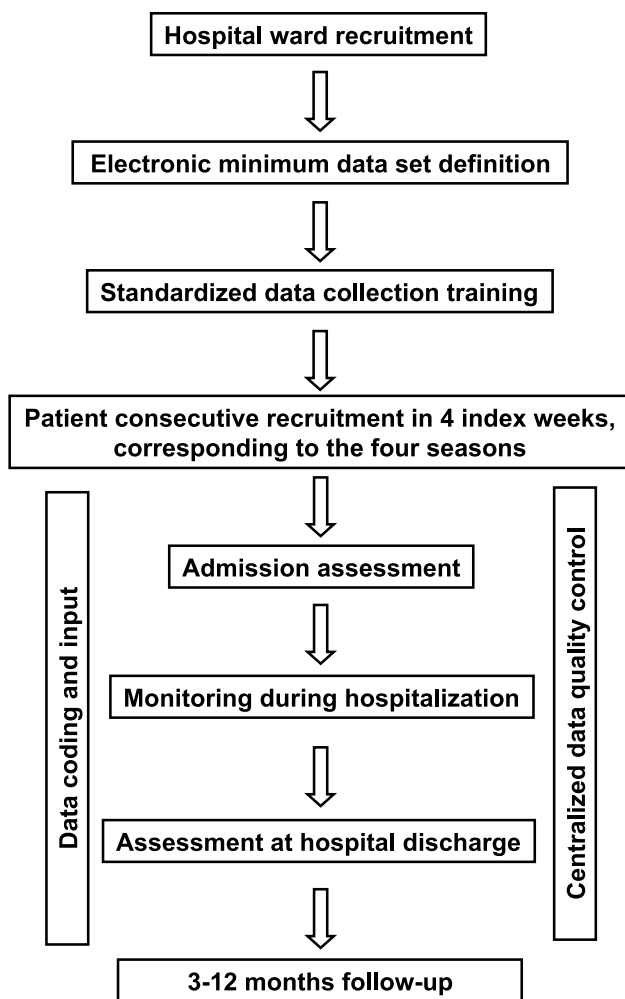 Hospital ward recruitment
Electronic minimum data set definition
Standardized data collection training
Patient consecutive recruitment in 4 index weeks,
corresponding to the four seasons
Data coding and input
Centralized data quality control
Admission assessment
Monitoring during hospitalization
Assessment at hospital discharge
3-12 months follow-up